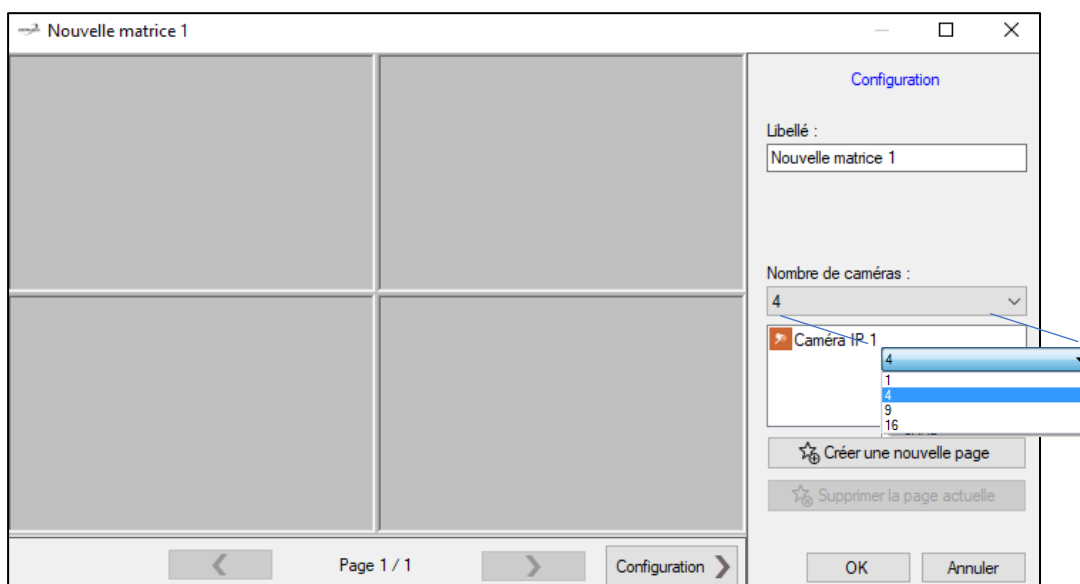 Nouvelle matrice 1
Configuration
Libellé :
Nouvelle matrice 1
Nombre de caméras :
4
Caméra IP 1
4
1
4
9
16
Créer une nouvelle page
Supprimer la page actuelle
Page 1 / 1
Configuration
OK
Annuler